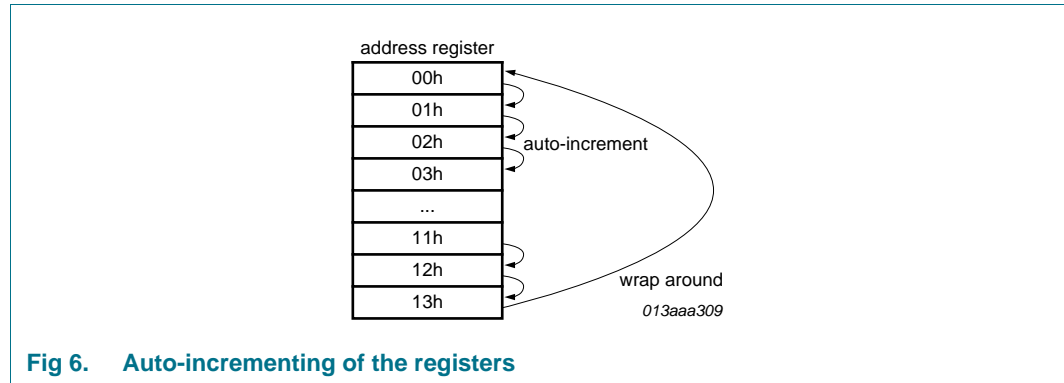 address register
00h
01h
02h
auto-increment
03h
...
11h
12h
wrap around
13h
013aaa309
Fig 6. Auto-incrementing of the registers